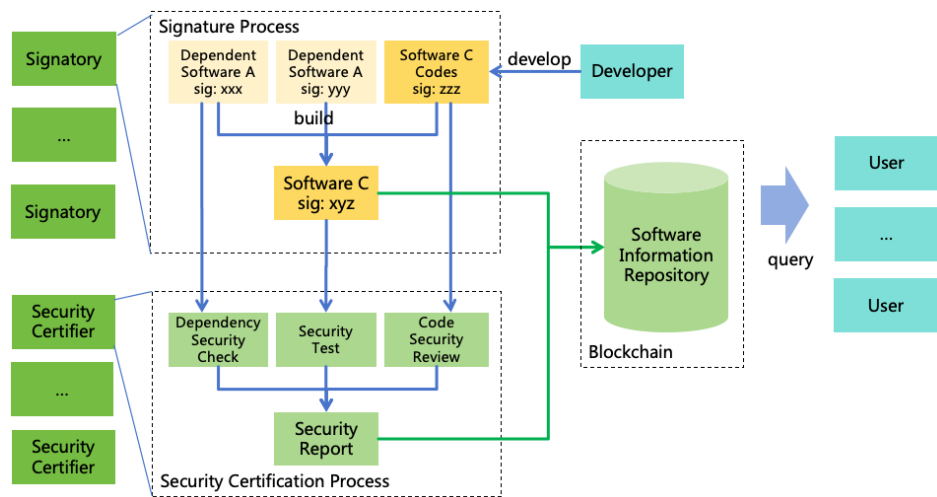 Signatory
...
Signatory
Signature Process
Dependent
Software A
sig: xxx
Dependent
Software A
sig: yyy
Software C
Codes
sig: zzz
develop
Developer
build
Software C
sig: xyz
Security
Certifier
...
Security
Certifier
Dependency
Security
Check
Security
Test
Code
Security
Review
Security
Report
Security Certification Process
Software
Information
Repository
Blockchain
query
User
...
User